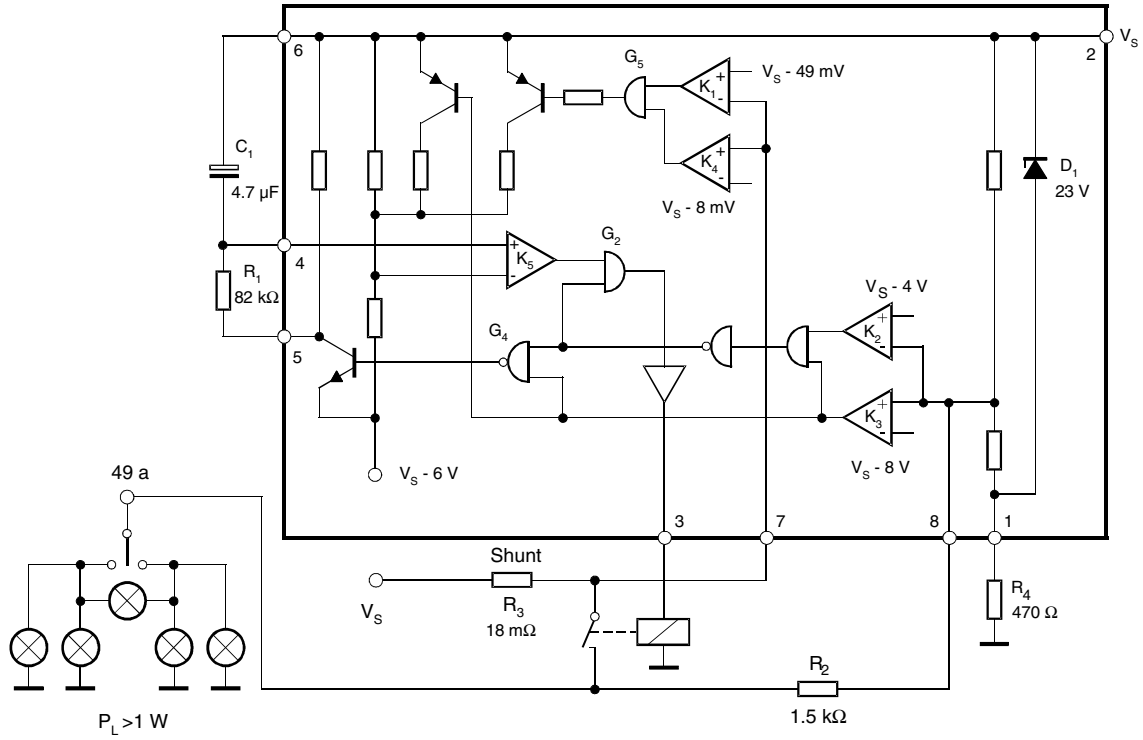 6
2
V_S
G_5
K_1
+
-
V_S - 49 mV
K_4
+
-
V_S - 8 mV
C_1
4.7 µF
D_1
23 V
4
R_1
82 kΩ
K_5
+
-
G_2
V_S - 4 V
K_2
+
-
5
G_4
K_3
+
-
V_S - 8 V
V_S - 6 V
49 a
3
7
8
1
Shunt
V_S
R_3
18 mΩ
R_4
470 Ω
R_2
1.5 kΩ
P_L >1 W